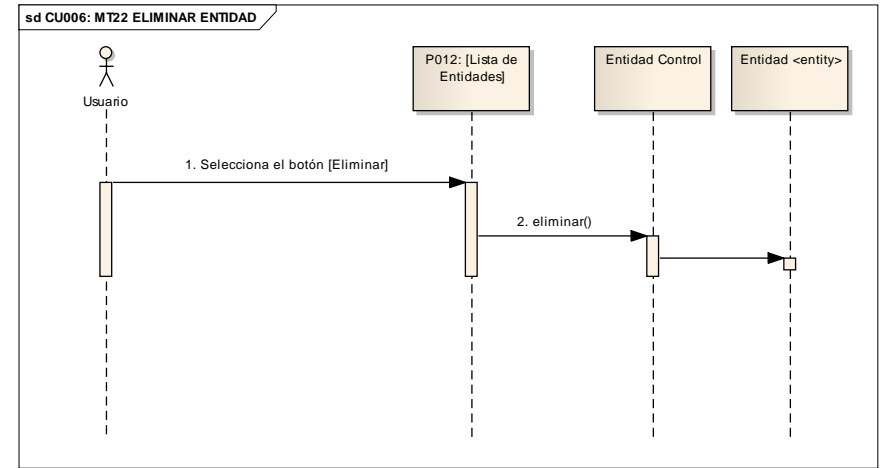 sd CU006: MT22 ELIMINAR ENTIDAD
Usuario
P012: [Lista de
Entidades]
Entidad Control
Entidad <entity>
1. Selecciona el botón [Eliminar]
2. eliminar()